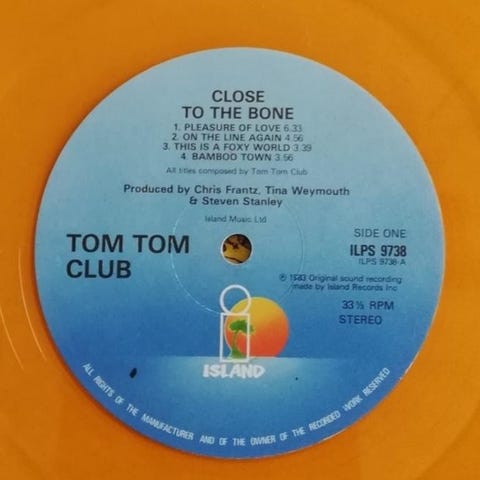 CLOSE
TO THE BONE
1. PLEASURE OF LOVE 6.33
2. ON THE LINE AGAIN 4.56
3. THIS IS A FOXY WORLD 3.39
4. BAMBOO TOWN 3.56
All titles composed by Tom Tom Club
Produced by Chris Frantz, Tina Weymouth
& Steven Stanley
Island Music Ltd
TOM TOM
CLUB
SIDE ONE
ILPS 9738
ILPS 9738-A
℗ 1983 Original sound recording
made by Island Records Inc
33⅓ RPM
STEREO
ISLAND
ALL RIGHTS OF THE MANUFACTURER AND OF THE OWNER OF THE RECORDED WORK RESERVED